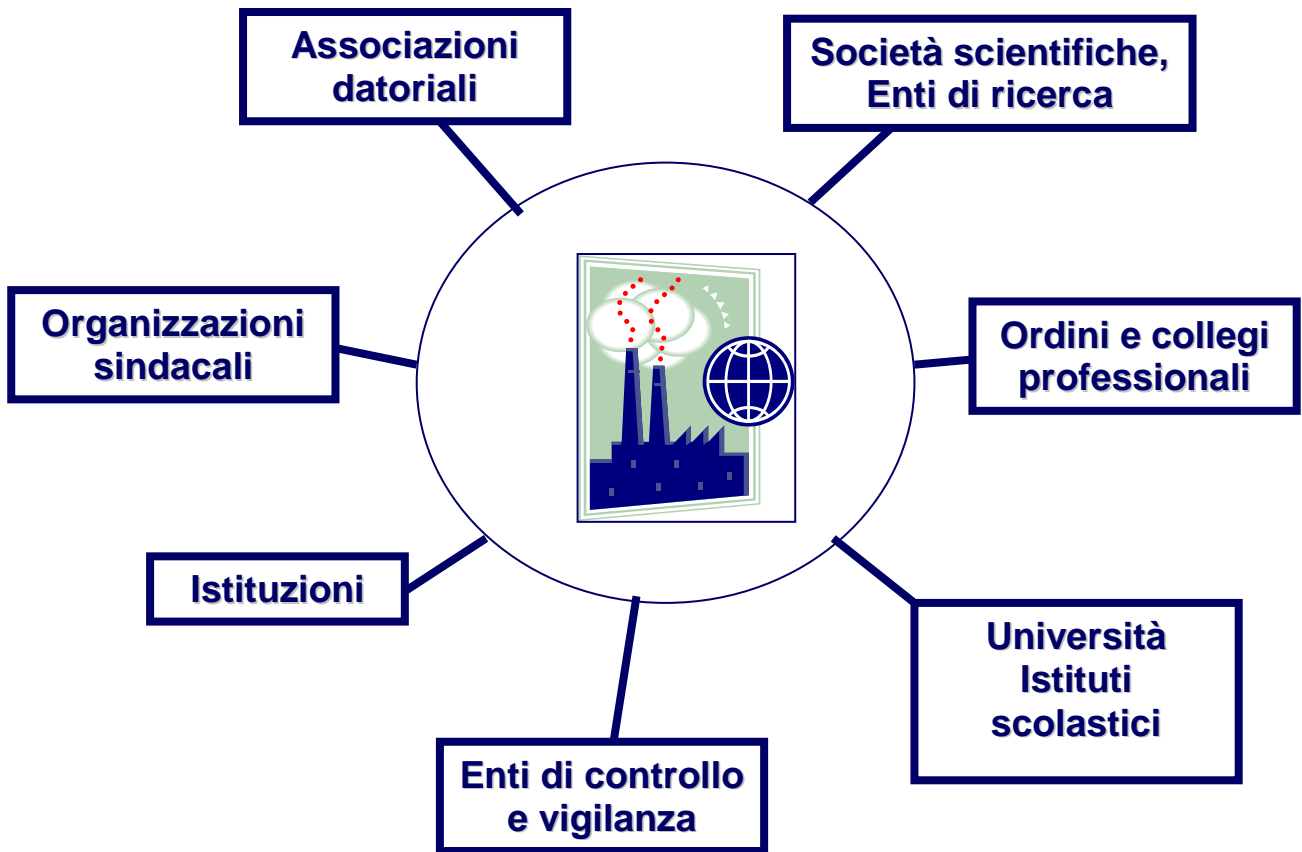 Associazioni
datoriali
Società scientifiche,
Enti di ricerca
Organizzazioni
sindacali
Ordini e collegi
professionali
Istituzioni
Università
Istituti
scolastici
Enti di controllo
e vigilanza